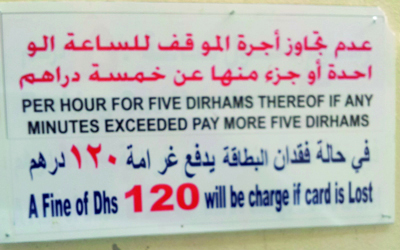 عدم تجاوز أجرة المو قف للساعة الو
احدة أو جزء منها عن خمسة دراهم
PER HOUR FOR FIVE DIRHAMS THEREOF IF ANY
MINUTES EXCEEDED PAY MORE FIVE DIRHAMS
في حالة فقدان البطاقة يدفع غرامة ١٢٠ درهم
A Fine of Dhs 120 will be charge if card is Lost